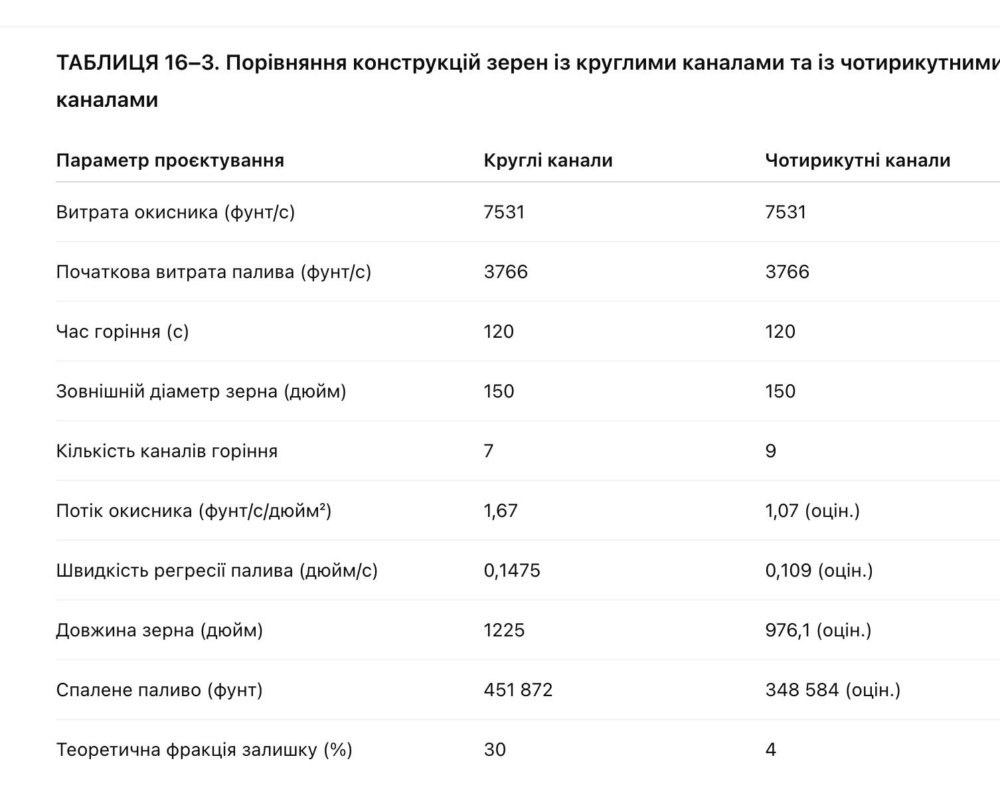 ТАБЛИЦЯ 16–3. Порівняння конструкцій зерен із круглими каналами та із чотирикутними
каналами
Параметр проєктування Круглі канали Чотирикутні канали
Витрата окисника (фунт/с) 7531 7531
Початкова витрата палива (фунт/с) 3766 3766
Час горіння (с) 120 120
Зовнішній діаметр зерна (дюйм) 150 150
Кількість каналів горіння 7 9
Потік окисника (фунт/с/дюйм²) 1,67 1,07 (оцін.)
Швидкість регресії палива (дюйм/с) 0,1475 0,109 (оцін.)
Довжина зерна (дюйм) 1225 976,1 (оцін.)
Спалене паливо (фунт) 451 872 348 584 (оцін.)
Теоретична фракція залишку (%) 30 4